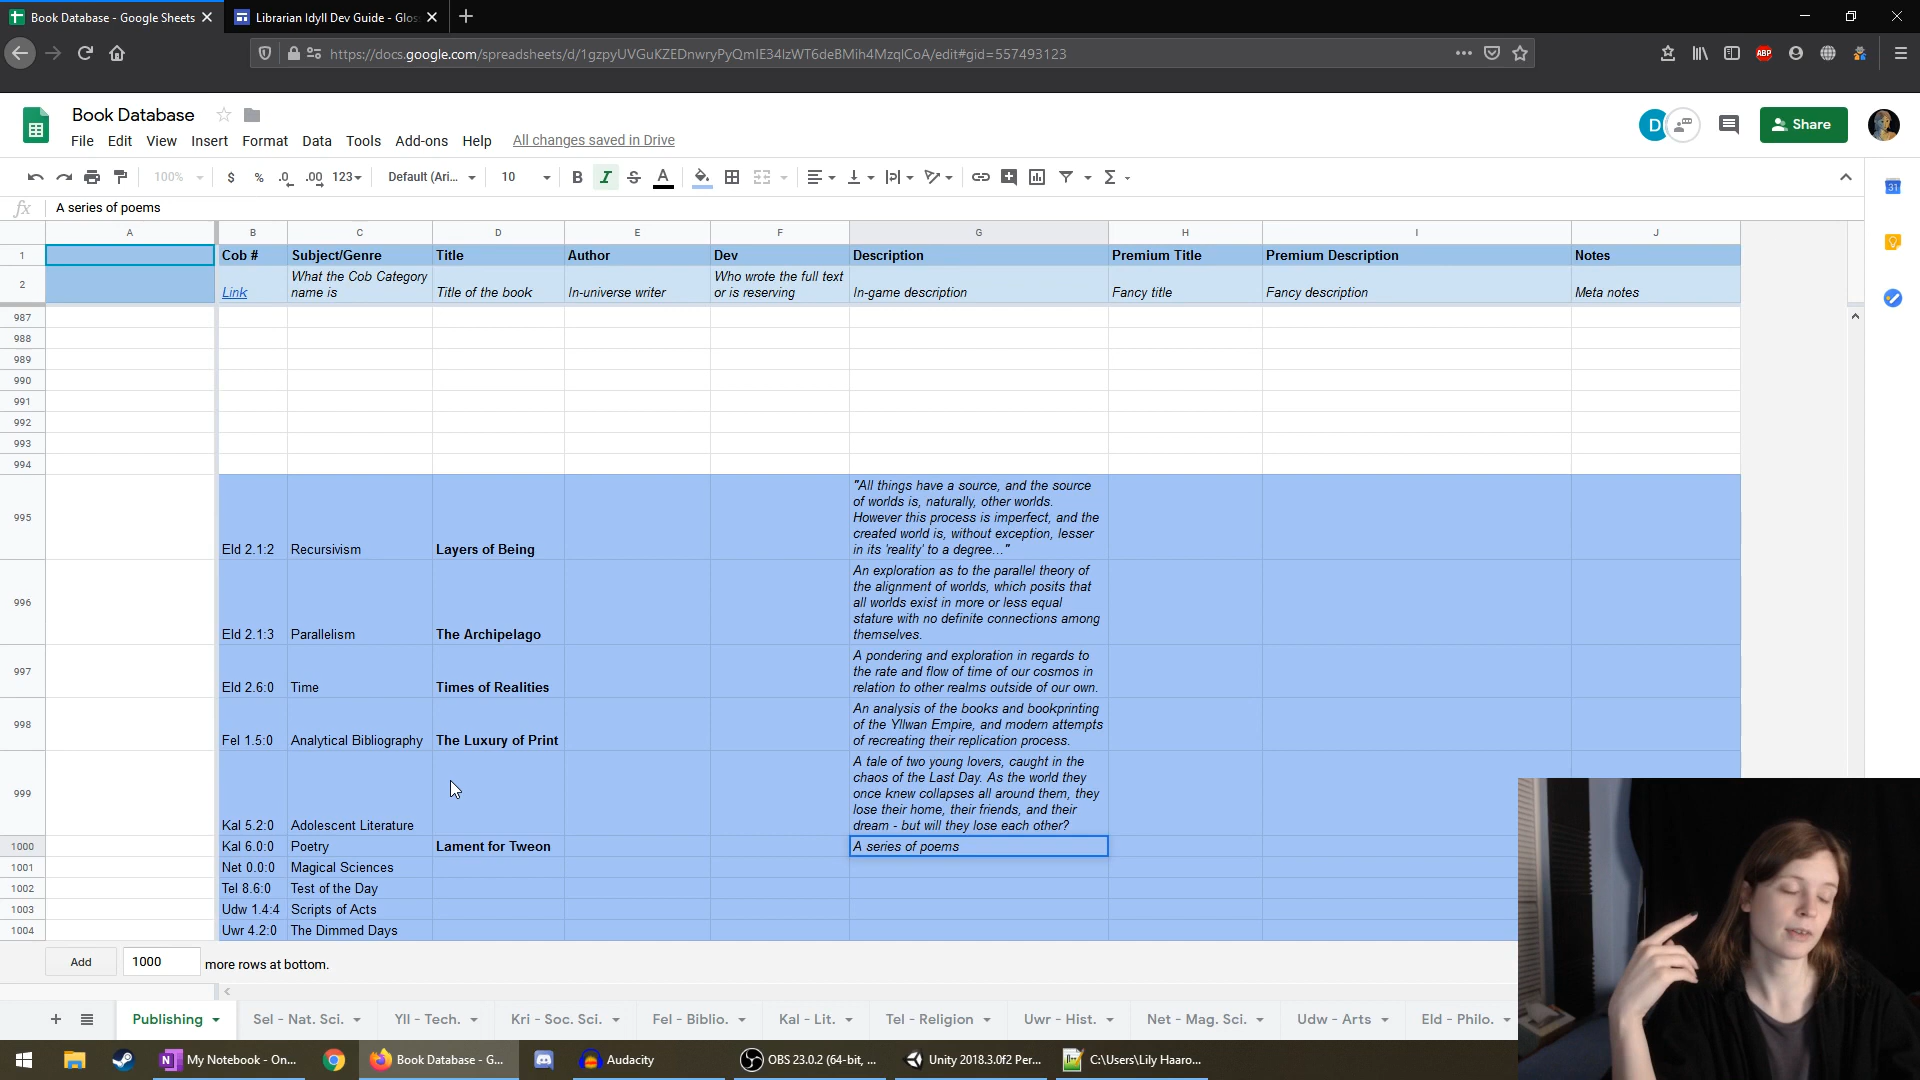 Book Database - Google Sheets
Librarian Idyll Dev Guide - Glos
https://docs.google.com/spreadsheets/d/1gzpyUVGuKZEDnwryPyQmIE34lzWT6deBMih4MzqlCoA/edit#gid=557493123
ABP
Book Database
File Edit View Insert Format Data Tools Add-ons Help All changes saved in Drive
D
Share
100% $ % .0 .00 123 Default (Ari... 10 B I S A
31
fx A series of poems
A B C D E F G H I J
1 Cob # Subject/Genre Title Author Dev Description Premium Title Premium Description Notes
What the Cob Category Who wrote the full text
2 Link name is Title of the book In-universe writer or is reserving In-game description Fancy title Fancy description Meta notes
987
988
989
990
991
992
993
994
"All things have a source, and the source
of worlds is, naturally, other worlds.
995 However this process is imperfect, and the
created world is, without exception, lesser
Eld 2.1:2 Recursivism Layers of Being in its 'reality' to a degree..."
An exploration as to the parallel theory of
the alignment of worlds, which posits that
996 all worlds exist in more or less equal
stature with no definite connections among
Eld 2.1:3 Parallelism The Archipelago themselves.
A pondering and exploration in regards to
997 the rate and flow of time of our cosmos in
Eld 2.6:0 Time Times of Realities relation to other realms outside of our own.
An analysis of the books and bookprinting
998 of the Yllwan Empire, and modern attempts
Fel 1.5:0 Analytical Bibliography The Luxury of Print of recreating their replication process.
A tale of two young lovers, caught in the
chaos of the Last Day. As the world they
999 once knew collapses all around them, they
lose their home, their friends, and their
Kal 5.2:0 Adolescent Literature dream - but will they lose each other?
1000 Kal 6.0:0 Poetry Lament for Tweon A series of poems
1001 Net 0.0:0 Magical Sciences
1002 Tel 8.6:0 Test of the Day
1003 Udw 1.4:4 Scripts of Acts
1004 Uwr 4.2:0 The Dimmed Days
Add 1000 more rows at bottom.
Publishing Sel - Nat. Sci. Yll - Tech. Kri - Soc. Sci. Fel - Biblio. Kal - Lit. Tel - Religion Uwr - Hist. Net - Mag. Sci. Udw - Arts Eld - Philo.
My Notebook - On... Book Database - G... Audacity OBS 23.0.2 (64-bit, ... Unity 2018.3.0f2 Per... C:\Users\Lily Haaro...